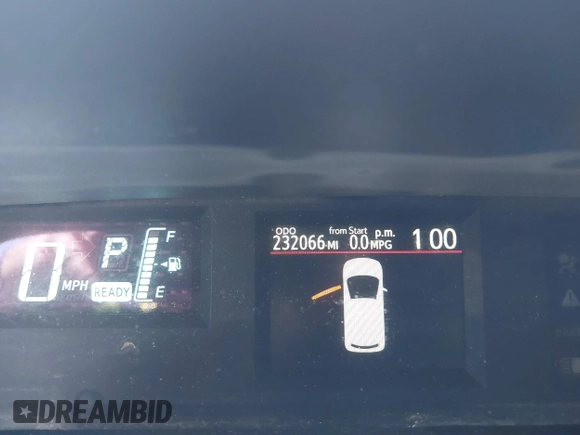 ODO from Start p.m.
232066 MI 0.0 MPG 1 00
0 MPH P READY F E
DREAMBID